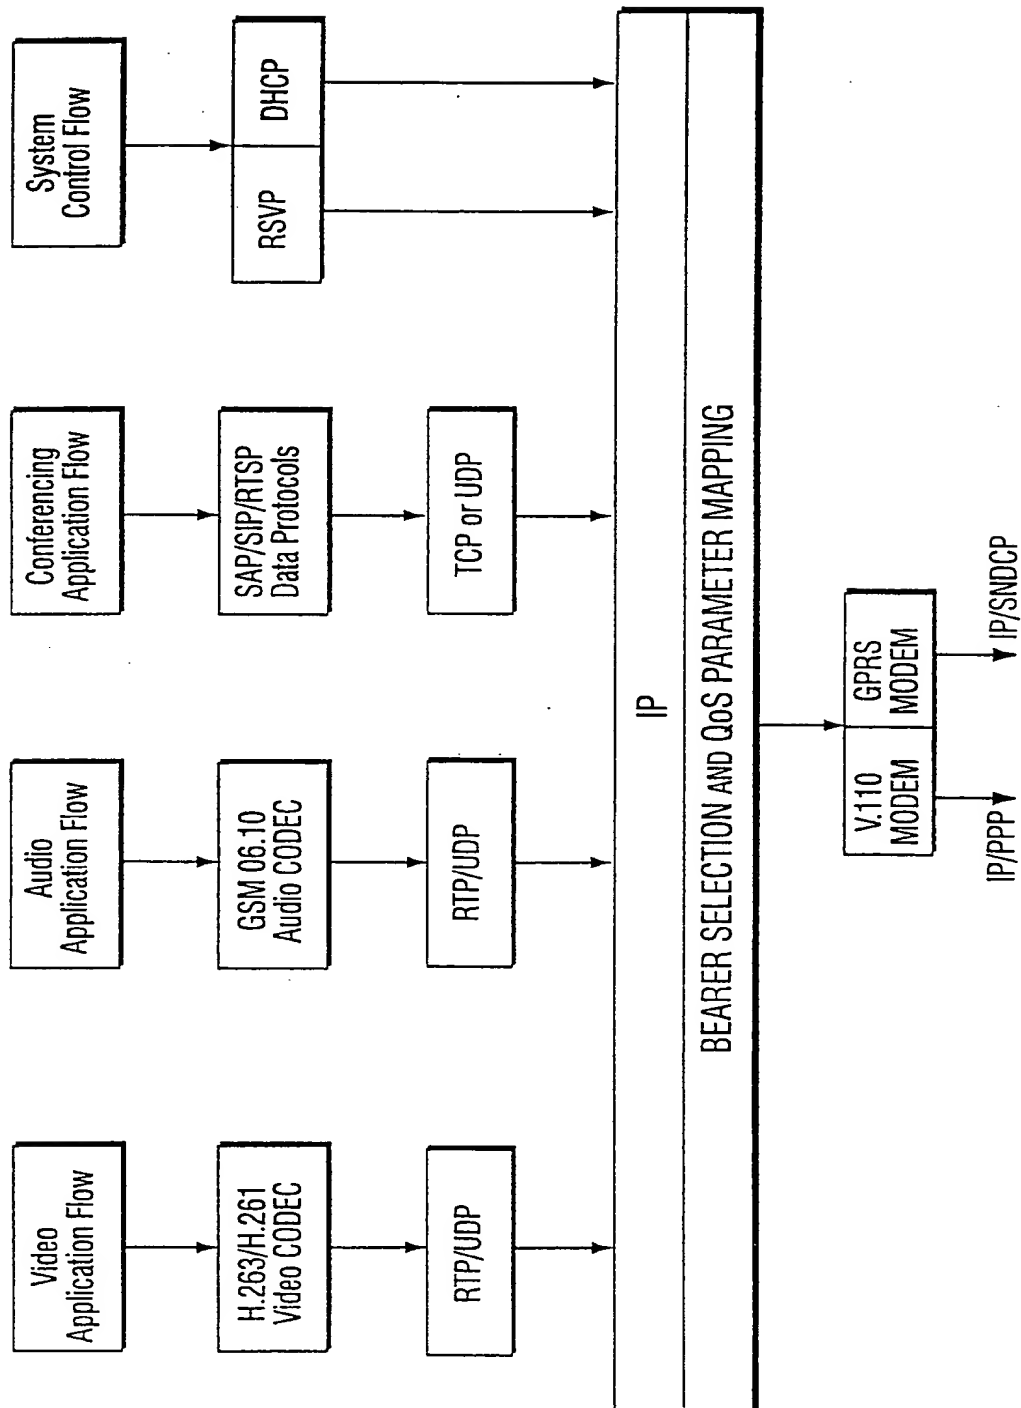 Video
Application Flow
Audio
Application Flow
Conferencing
Application Flow
System
Control Flow
H.263/H.261
Video CODEC
GSM 06.10
Audio CODEC
SAP/SIP/RTSP
Data Protocols
RSVP
DHCP
RTP/UDP
RTP/UDP
TCP or UDP
IP
BEARER SELECTION AND QoS PARAMETER MAPPING
V.110
MODEM
GPRS
MODEM
IP/PPP
IP/SNDCP